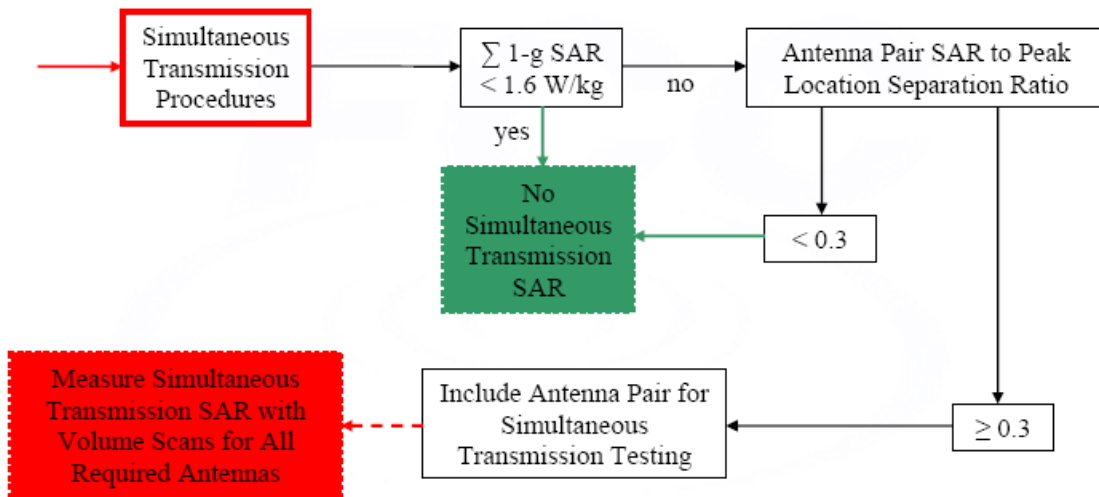 Simultaneous
Transmission
Procedures
∑ 1-g SAR
< 1.6 W/kg
no
yes
Antenna Pair SAR to Peak
Location Separation Ratio
No
Simultaneous
Transmission
SAR
< 0.3
Measure Simultaneous
Transmission SAR with
Volume Scans for All
Required Antennas
Include Antenna Pair for
Simultaneous
Transmission Testing
≥ 0.3